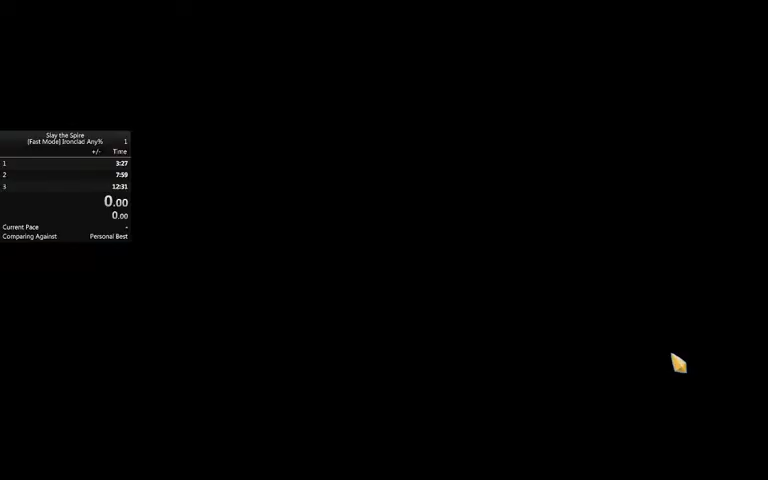 Slay the Spire
(Fast Mode) Ironclad Any% 1
+/- Time
1 3:27
2 7:59
3 12:31
0.00
0.00
Current Pace -
Comparing Against Personal Best